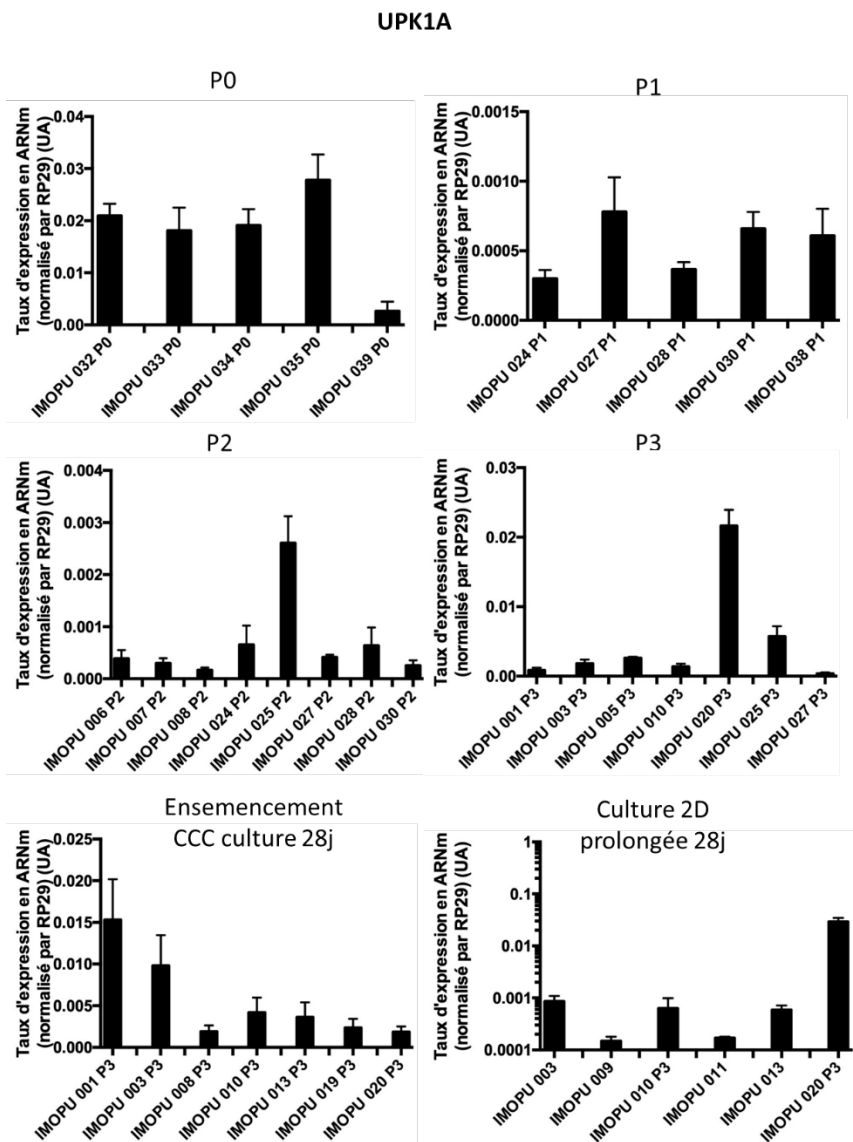 UPK1A
P0
Taux d'expression en ARNm
(normalisé par RP29) (UA)
0.04
0.03
0.02
0.01
0.00
IMOPU 032 P0
IMOPU 033 P0
IMOPU 034 P0
IMOPU 035 P0
IMOPU 039 P0
P1
Taux d'expression en ARNm
(normalisé par RP29) (UA)
0.0015
0.0010
0.0005
0.0000
IMOPU 024 P1
IMOPU 027 P1
IMOPU 028 P1
IMOPU 030 P1
IMOPU 038 P1
P2
Taux d'expression en ARNm
(normalisé par RP29) (UA)
0.004
0.003
0.002
0.001
0.000
IMOPU 006 P2
IMOPU 007 P2
IMOPU 008 P2
IMOPU 024 P2
IMOPU 025 P2
IMOPU 027 P2
IMOPU 028 P2
IMOPU 030 P2
P3
Taux d'expression en ARNm
(normalisé par RP29) (UA)
0.03
0.02
0.01
0.00
IMOPU 001 P3
IMOPU 003 P3
IMOPU 005 P3
IMOPU 010 P3
IMOPU 020 P3
IMOPU 025 P3
IMOPU 027 P3
Ensemencement
CCC culture 28j
Taux d'expression en ARNm
(normalisé par RP29) (UA)
0.025
0.020
0.015
0.010
0.005
0.000
IMOPU 001 P3
IMOPU 003 P3
IMOPU 008 P3
IMOPU 010 P3
IMOPU 013 P3
IMOPU 019 P3
IMOPU 020 P3
Culture 2D
prolongée 28j
Taux d'expression en ARNm
(normalisé par RP29) (UA)
1
0.1
0.01
0.001
0.0001
IMOPU 003
IMOPU 009
IMOPU 010 P3
IMOPU 011
IMOPU 013
IMOPU 020 P3